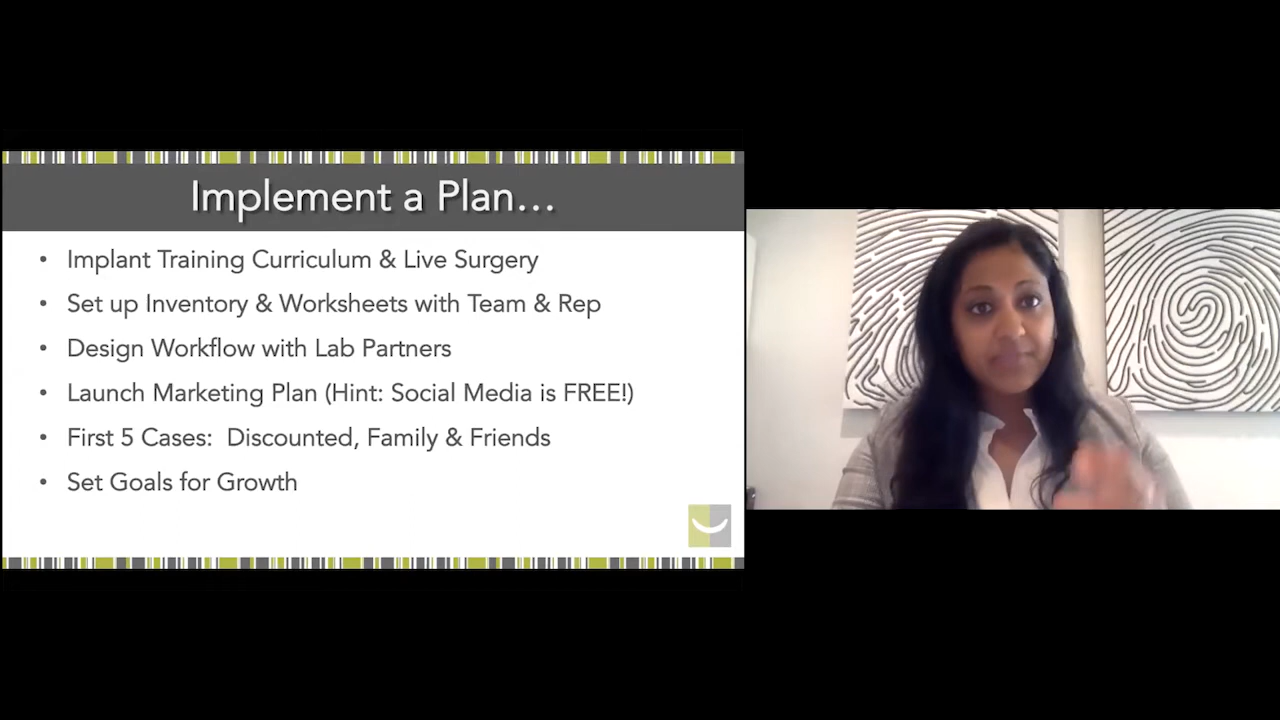 Implement a Plan...
• Implant Training Curriculum & Live Surgery
• Set up Inventory & Worksheets with Team & Rep
• Design Workflow with Lab Partners
• Launch Marketing Plan (Hint: Social Media is FREE!)
• First 5 Cases:  Discounted, Family & Friends
• Set Goals for Growth